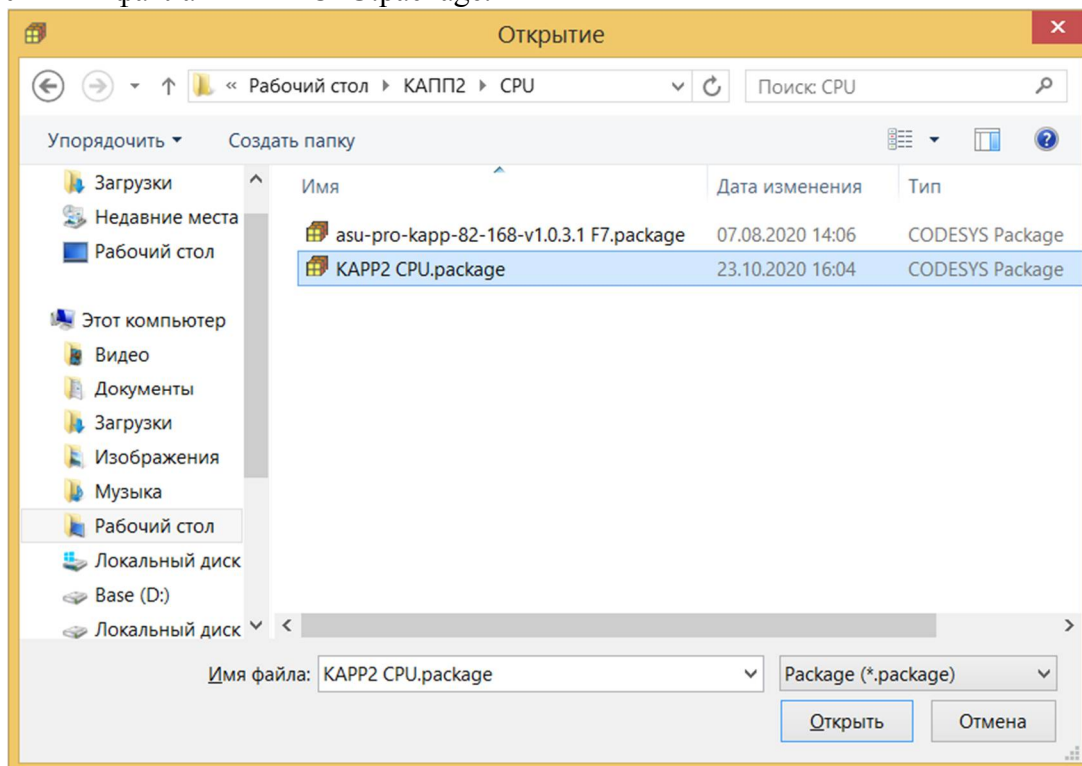 Открытие
« Рабочий стол КАПП2 CPU
Поиск: CPU
Упорядочить Создать папку
Имя Дата изменения Тип
Загрузки
Недавние места
Рабочий стол
Этот компьютер
Видео
Документы
Загрузки
Изображения
Музыка
Рабочий стол
Локальный диск
Base (D:)
Локальный диск
asu-pro-kapp-82-168-v1.0.3.1 F7.package 07.08.2020 14:06 CODESYS Package
KAPP2 CPU.package 23.10.2020 16:04 CODESYS Package
Имя файла: KAPP2 CPU.package Package (*.package)
Открыть Отмена